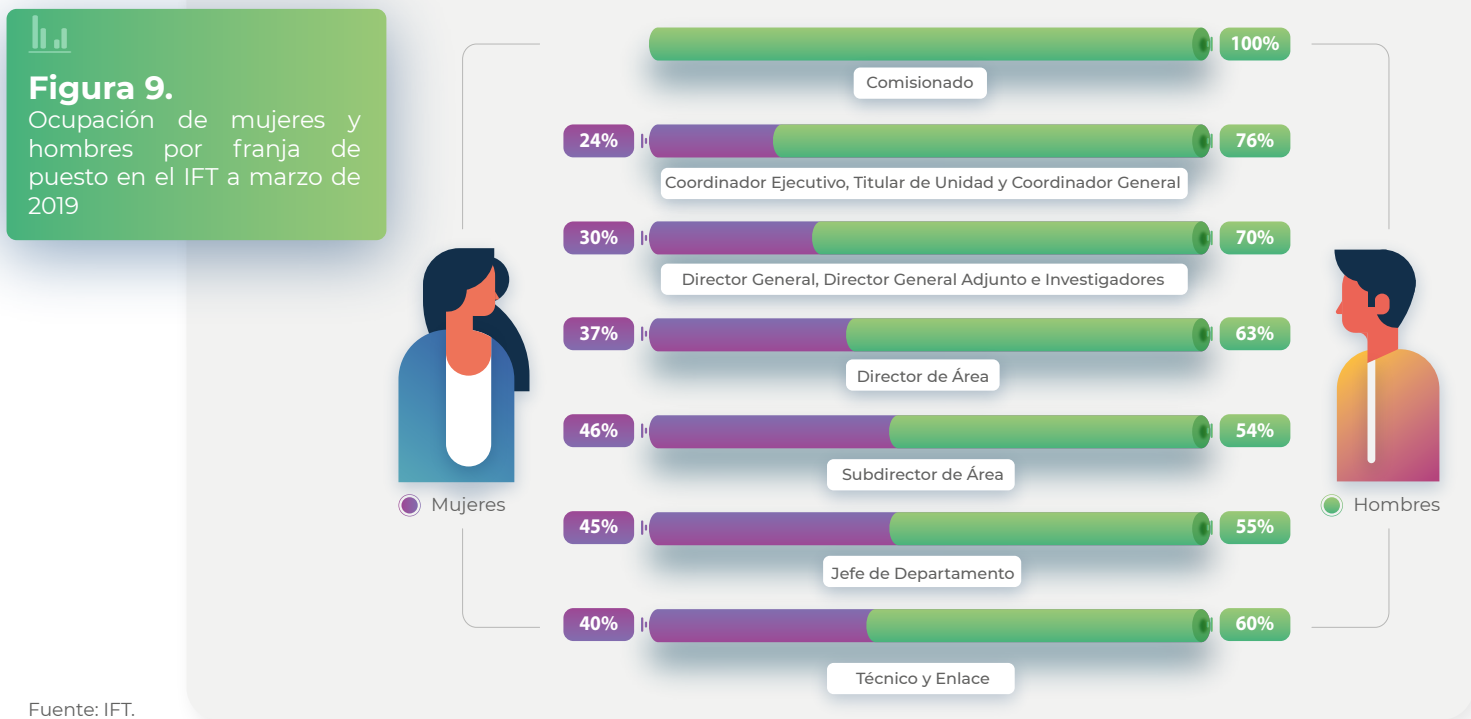 Figura 9.
Ocupación de mujeres y
hombres por franja de
puesto en el IFT a marzo de
2019
100%
Comisionado
24%
76%
Coordinador Ejecutivo, Titular de Unidad y Coordinador General
30%
70%
Director General, Director General Adjunto e Investigadores
37%
63%
Director de Área
46%
54%
Subdirector de Área
Mujeres
Hombres
45%
55%
Jefe de Departamento
40%
60%
Técnico y Enlace
Fuente: IFT.